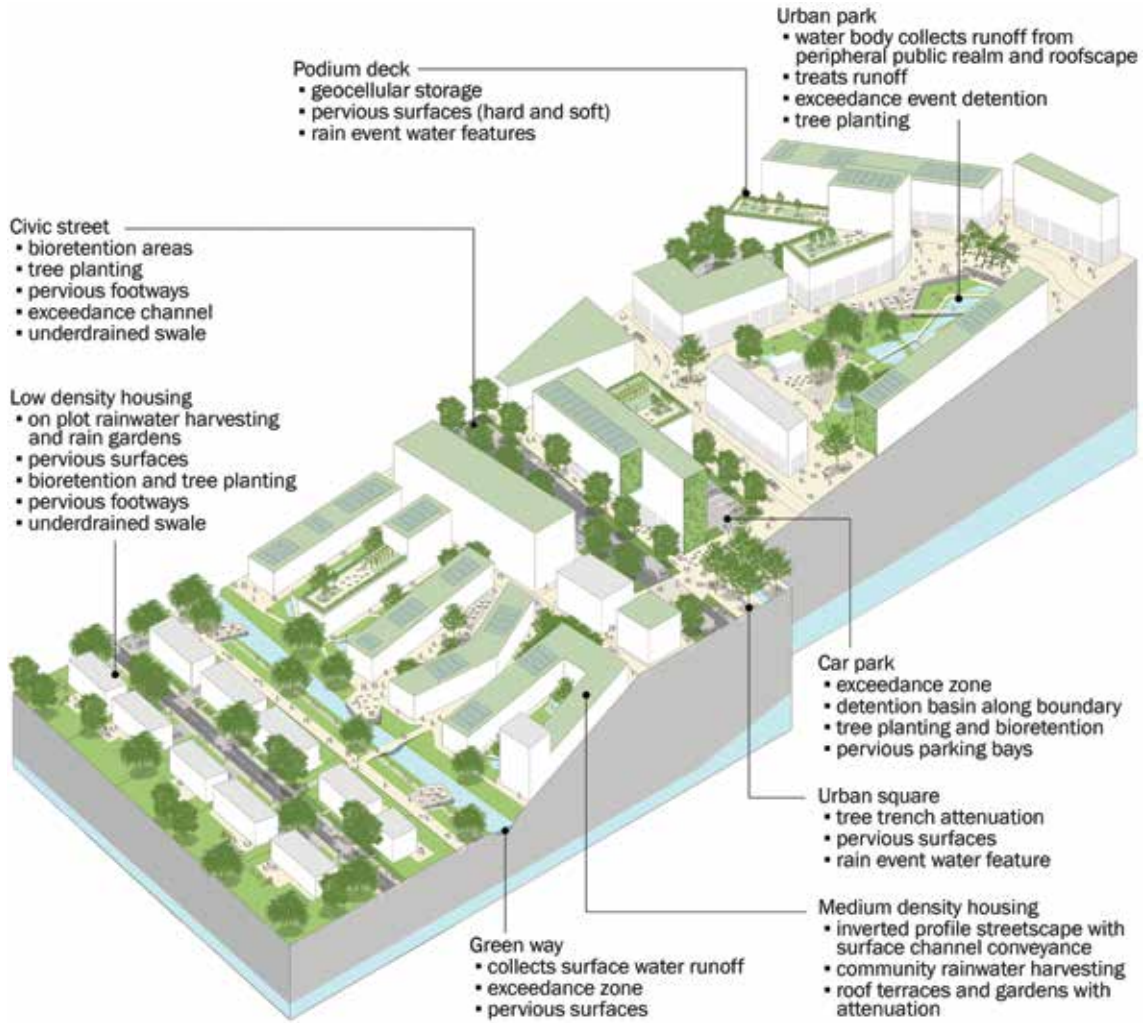 Urban park
▪ water body collects runoff from
peripheral public realm and roofscape
▪ treats runoff
▪ exceedance event detention
▪ tree planting
Podium deck
▪ geocellular storage
▪ pervious surfaces (hard and soft)
▪ rain event water features
Civic street
▪ bioretention areas
▪ tree planting
▪ pervious footways
▪ exceedance channel
▪ underdrained swale
Low density housing
▪ on plot rainwater harvesting
and rain gardens
▪ pervious surfaces
▪ bioretention and tree planting
▪ pervious footways
▪ underdrained swale
Car park
▪ exceedance zone
▪ detention basin along boundary
▪ tree planting and bioretention
▪ pervious parking bays
Urban square
▪ tree trench attenuation
▪ pervious surfaces
▪ rain event water feature
Medium density housing
▪ inverted profile streetscape with
surface channel conveyance
▪ community rainwater harvesting
▪ roof terraces and gardens with
attenuation
Green way
▪ collects surface water runoff
▪ exceedance zone
▪ pervious surfaces